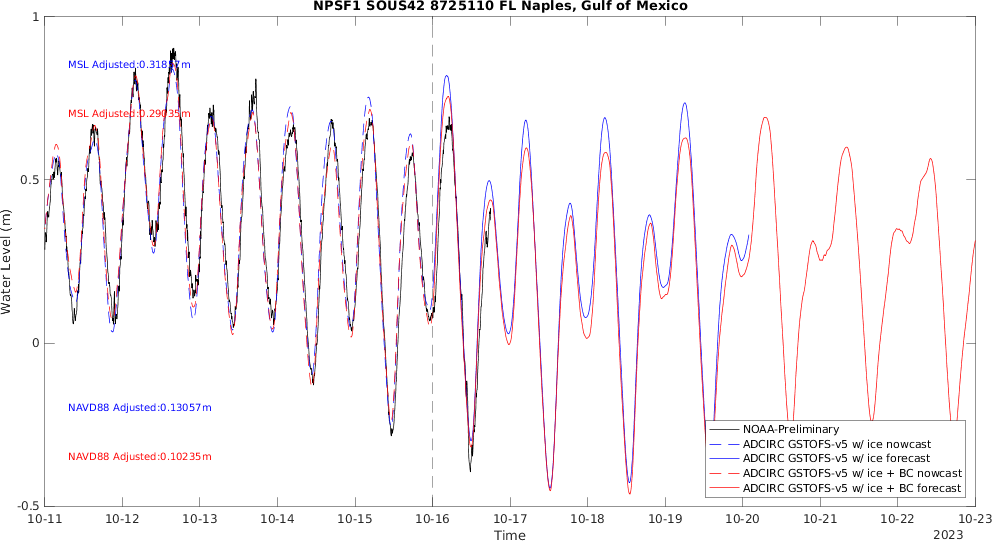 NPSF1 SOUS42 8725110 FL Naples, Gulf of Mexico
1
0.5
0
-0.5
Water Level (m)
MSL Adjusted:0.31817m
MSL Adjusted:0.29035m
NAVD88 Adjusted:0.13057m
NAVD88 Adjusted:0.10235m
NOAA-Preliminary
ADCIRC GSTOFS-v5 w/ ice nowcast
ADCIRC GSTOFS-v5 w/ ice forecast
ADCIRC GSTOFS-v5 w/ ice + BC nowcast
ADCIRC GSTOFS-v5 w/ ice + BC forecast
10-11 10-12 10-13 10-14 10-15 10-16 10-17 10-18 10-19 10-20 10-21 10-22 10-23
Time
2023